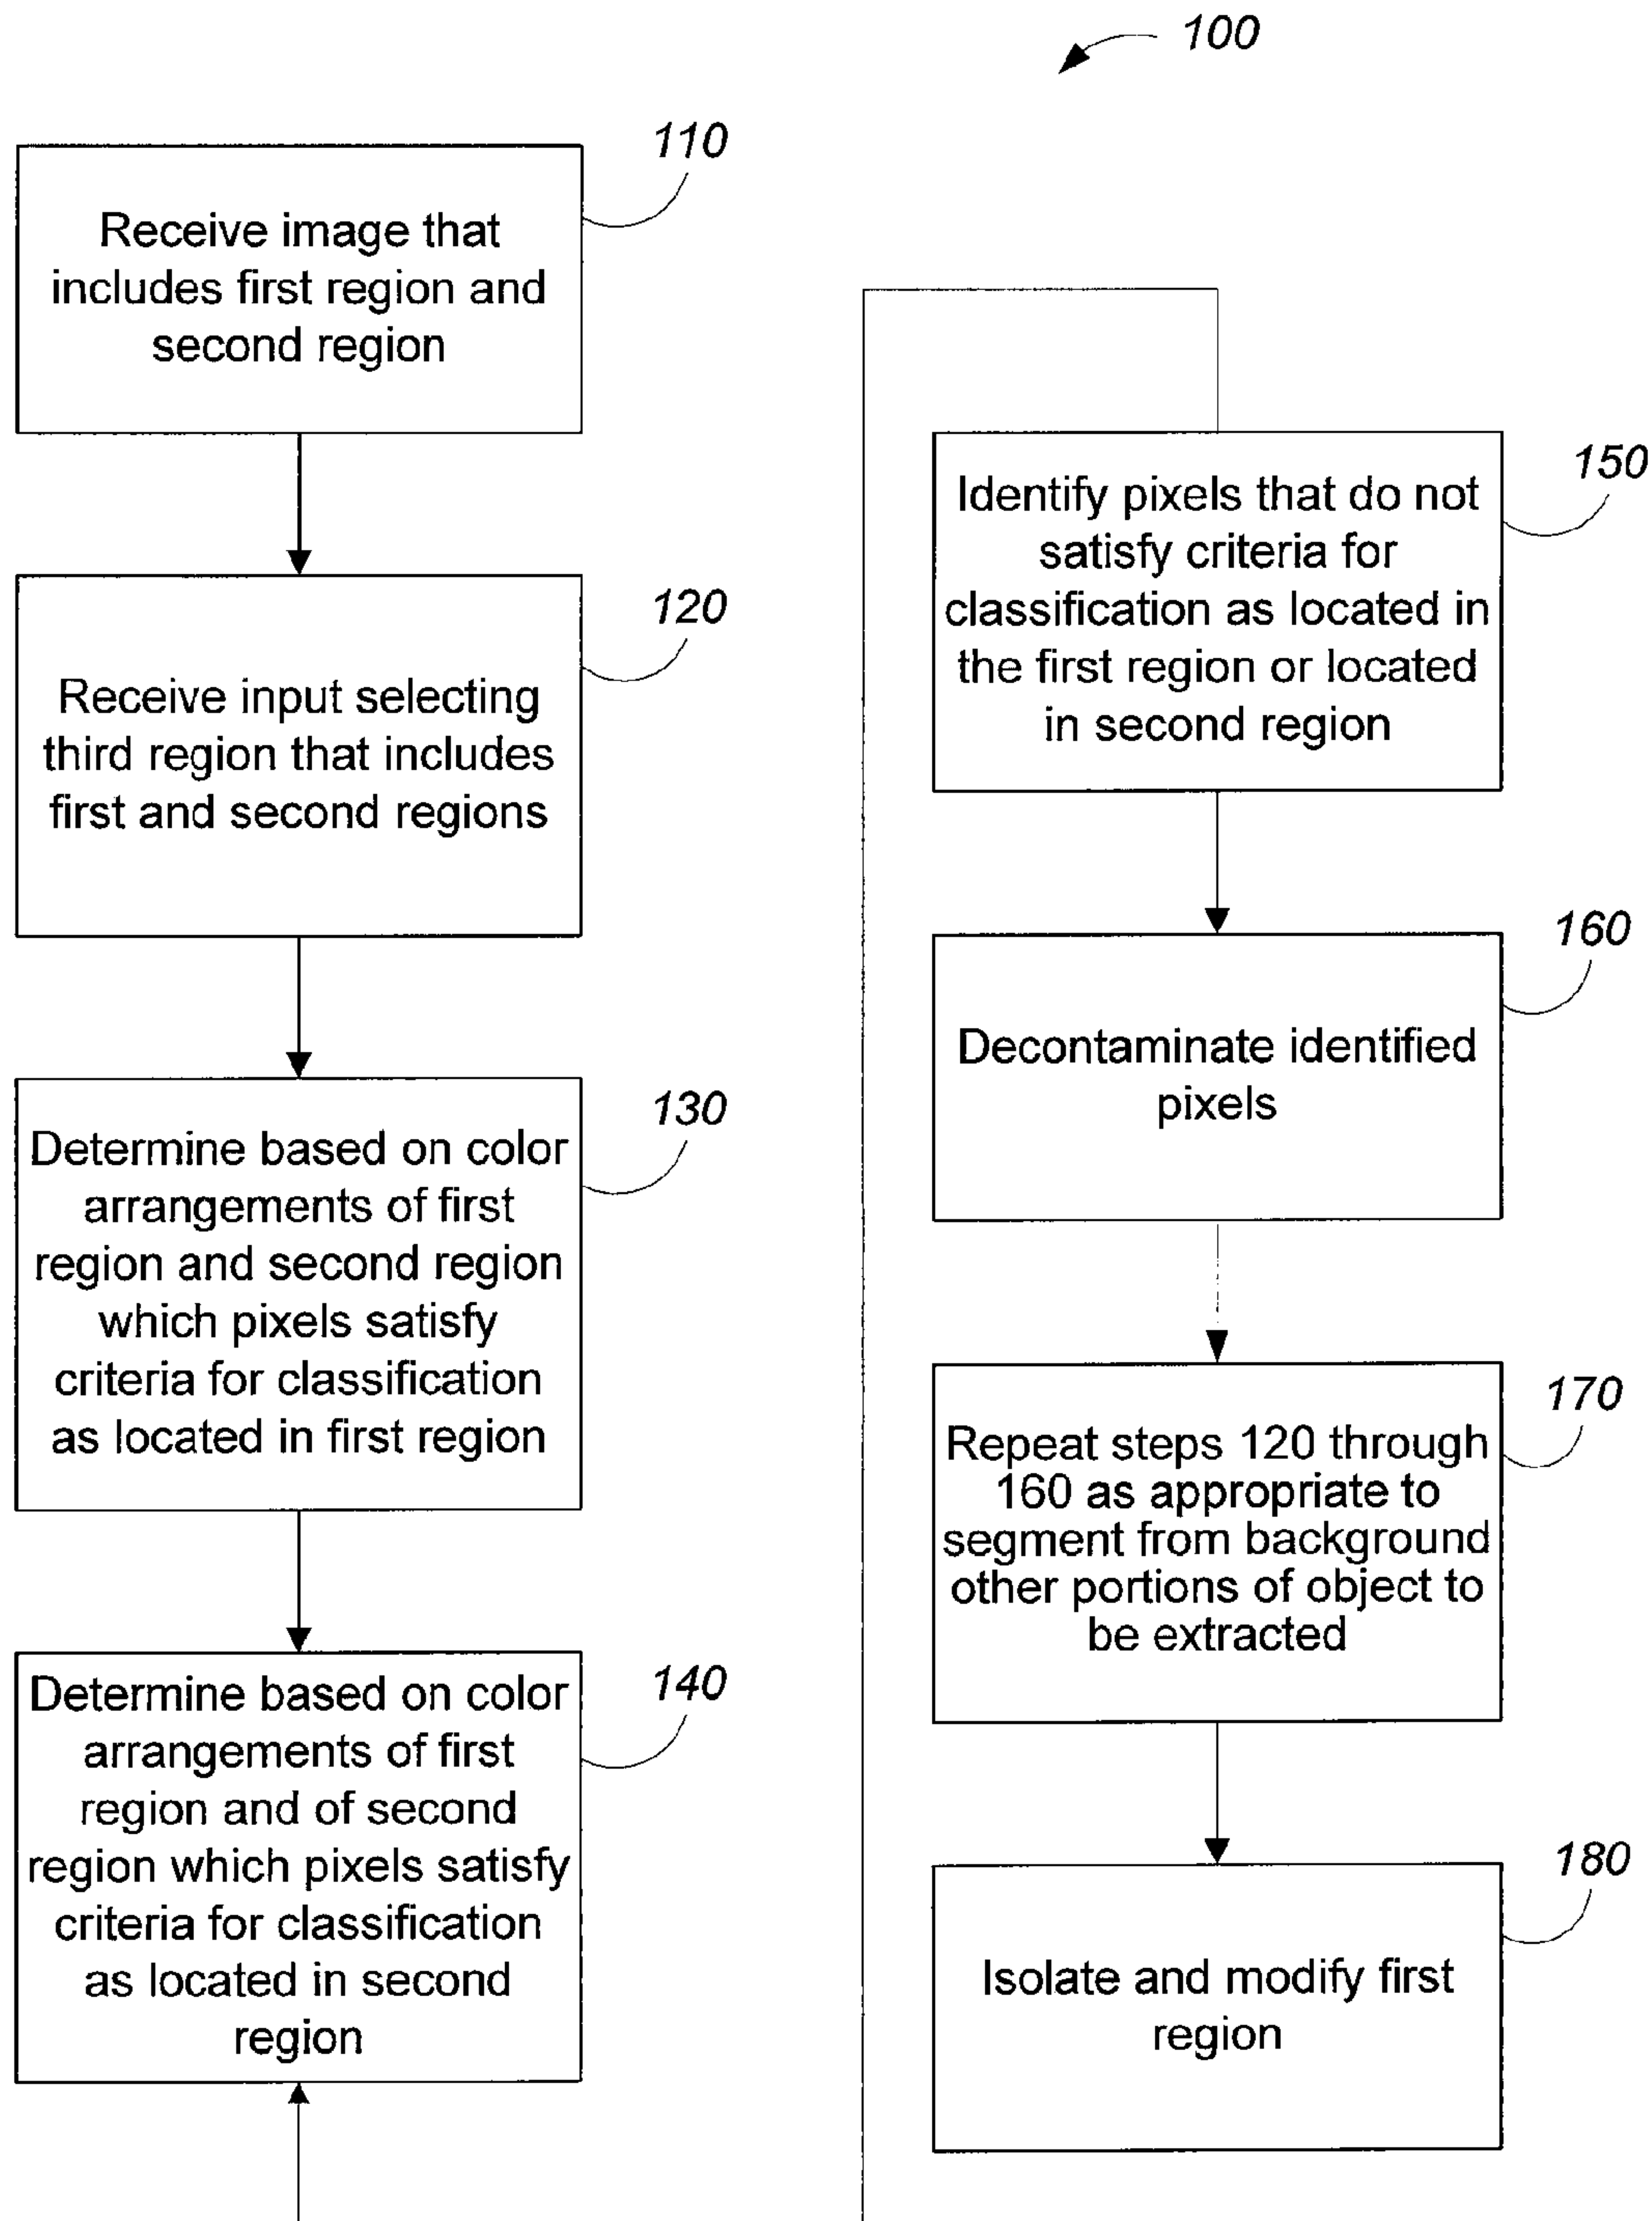 100
110
Receive image that
includes first region and
second region
120
Receive input selecting
third region that includes
first and second regions
130
Determine based on color
arrangements of first
region and second region
which pixels satisfy
criteria for classification
as located in first region
140
Determine based on color
arrangements of first
region and of second
region which pixels satisfy
criteria for classification
as located in second
region
150
Identify pixels that do not
satisfy criteria for
classification as located in
the first region or located
in second region
160
Decontaminate identified
pixels
170
Repeat steps 120 through
160 as appropriate to
segment from background
other portions of object to
be extracted
180
Isolate and modify first
region